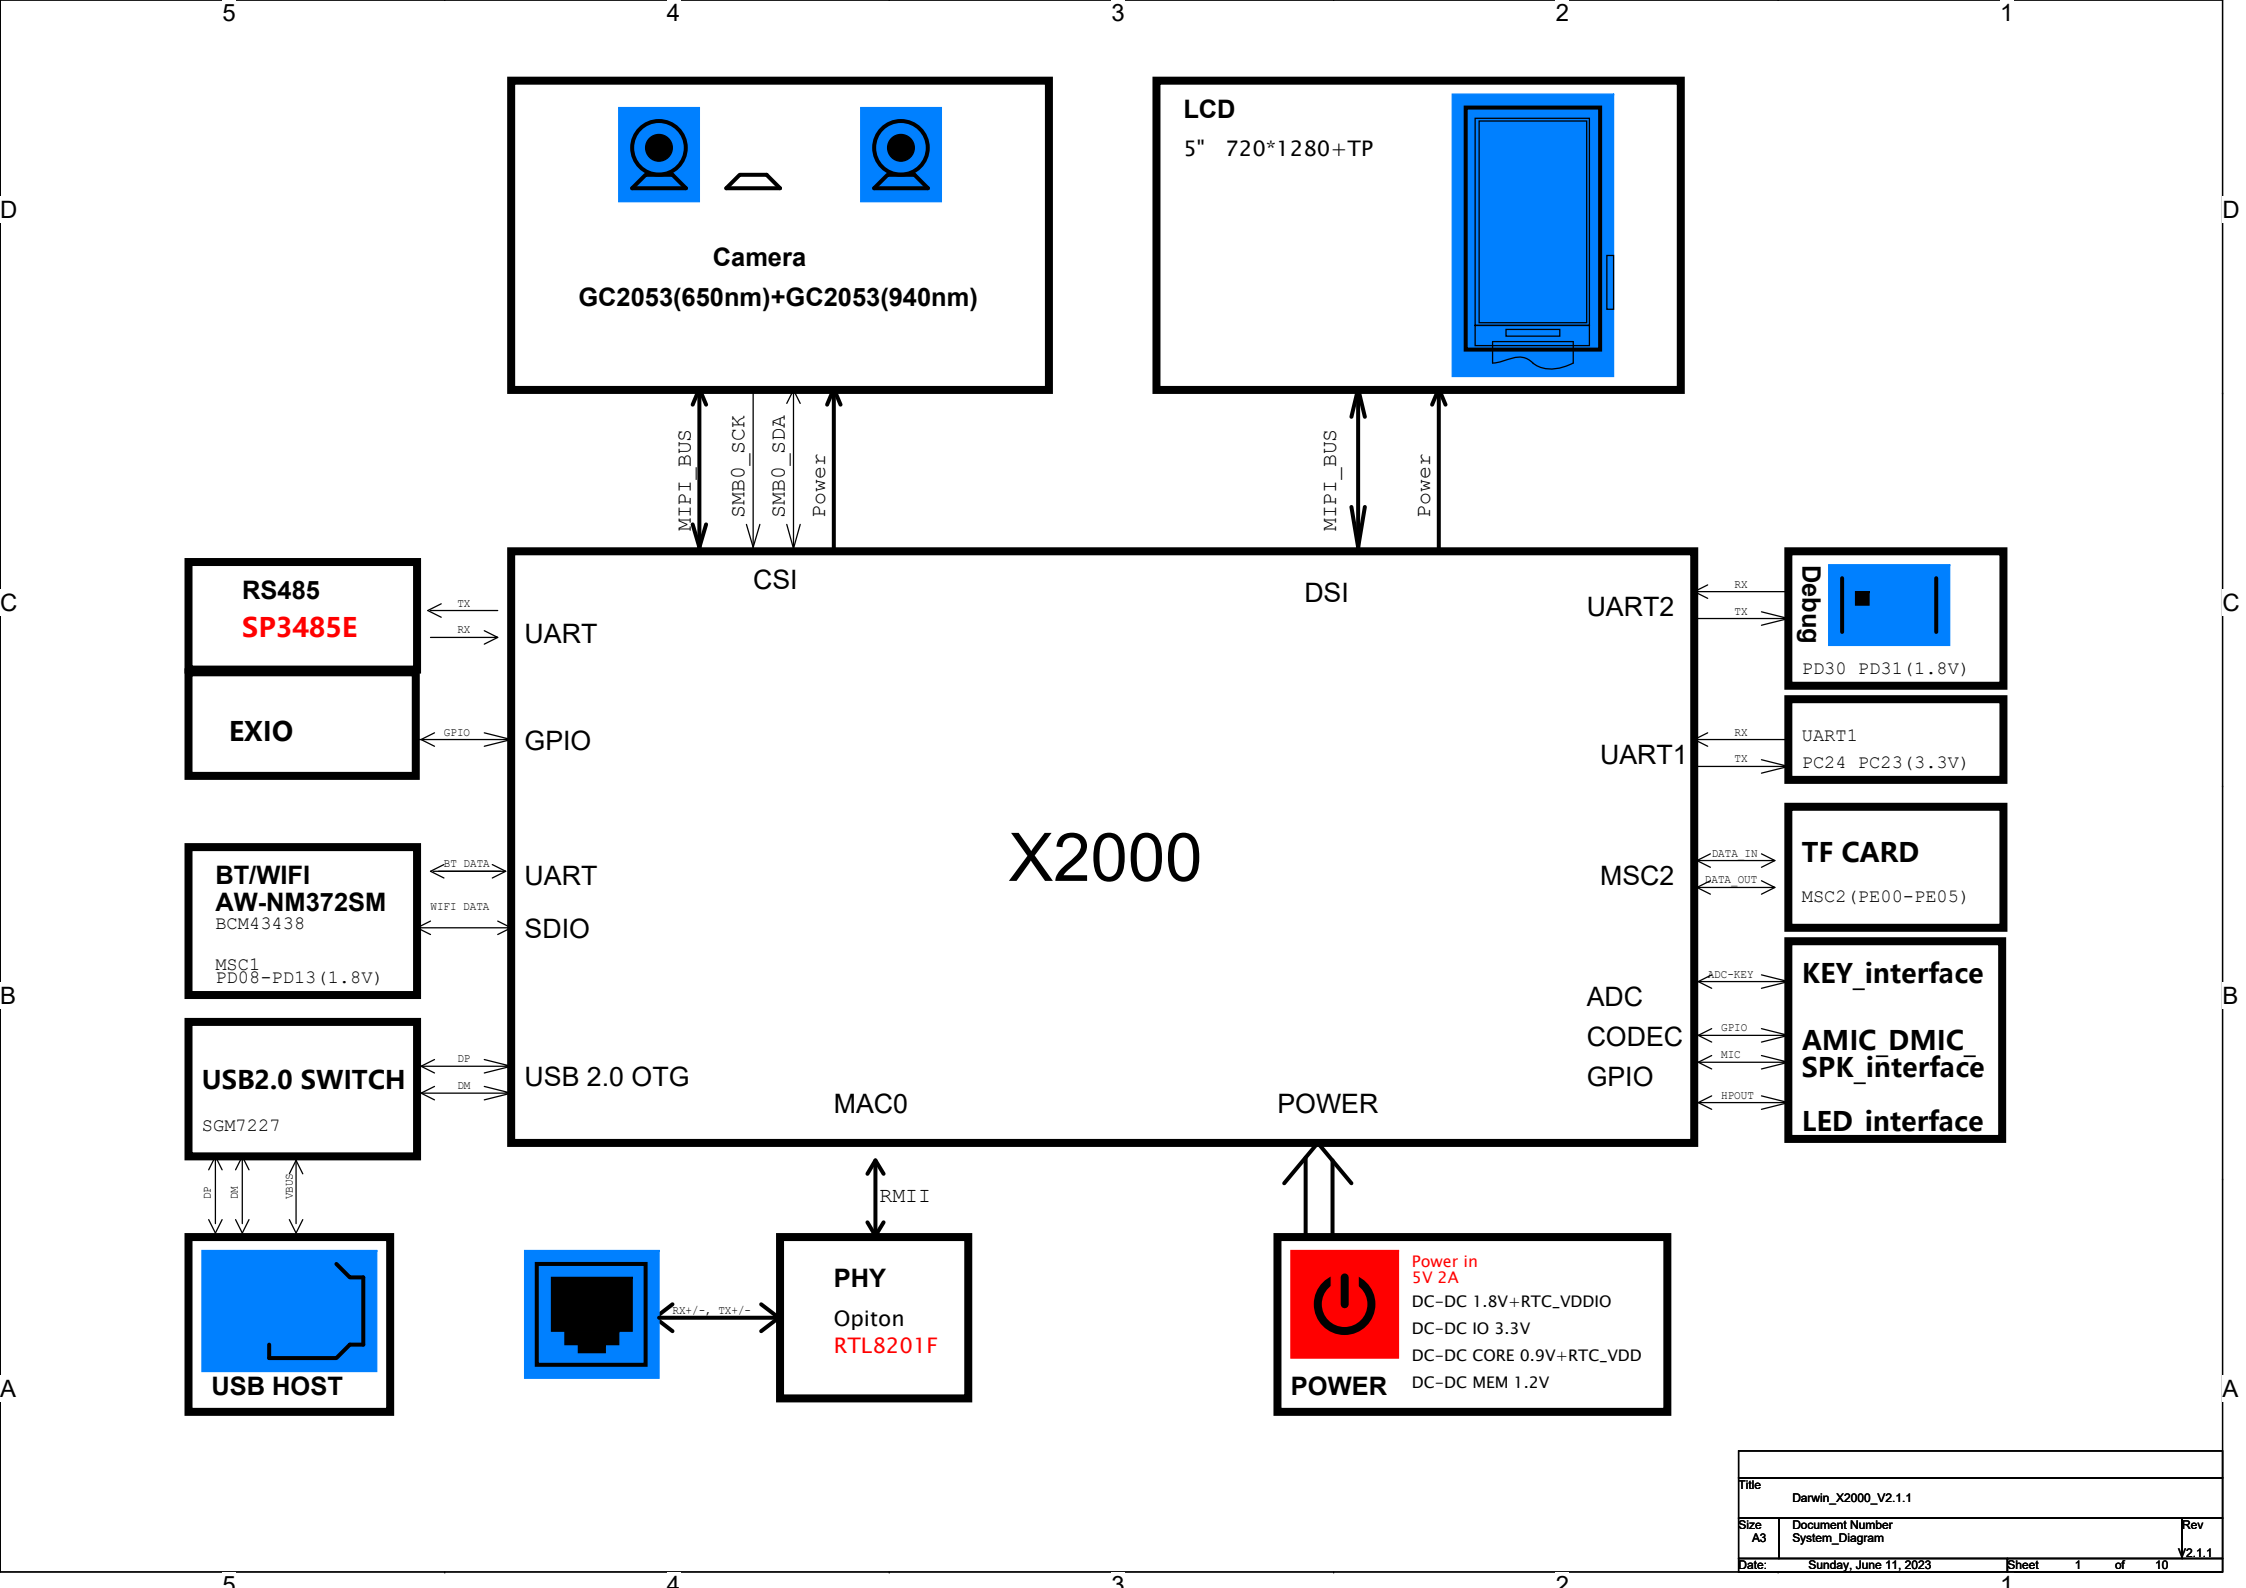 5 4 3 2 1
D D
C C
B B
A A
Camera
GC2053(650nm)+GC2053(940nm)
LCD
5" 720*1280+TP
MIPI_BUS
SMB0_SCK
SMB0_SDA
Power
MIPI_BUS
Power
RS485
SP3485E
TX
RX
EXIO
GPIO
BT/WIFI
AW-NM372SM
BCM43438
MSC1
PD08-PD13(1.8V)
BT DATA
WIFI DATA
USB2.0 SWITCH
SGM7227
DP
DM
DP
DM
VBUS
USB HOST
CSI
DSI
UART
GPIO
UART
SDIO
USB 2.0 OTG
MAC0
POWER
X2000
UART2
UART1
MSC2
ADC
CODEC
GPIO
RX
TX
Debug
PD30 PD31(1.8V)
RX
TX
UART1
PC24 PC23(3.3V)
DATA_IN
DATA_OUT
TF CARD
MSC2(PE00-PE05)
ADC-KEY
GPIO
MIC
HPOUT
KEY_interface
AMIC_DMIC_
SPK_interface
LED_interface
RMII
RX+/-, TX+/-
PHY
Opiton
RTL8201F
Power in
5V 2A
DC-DC 1.8V+RTC_VDDIO
DC-DC IO 3.3V
DC-DC CORE 0.9V+RTC_VDD
DC-DC MEM 1.2V
POWER
Title
Darwin_X2000_V2.1.1
Size
A3
Document Number
System_Diagram
Rev
V2.1.1
Date: Sunday, June 11, 2023 Sheet 1 of 10
5 4 3 2 1